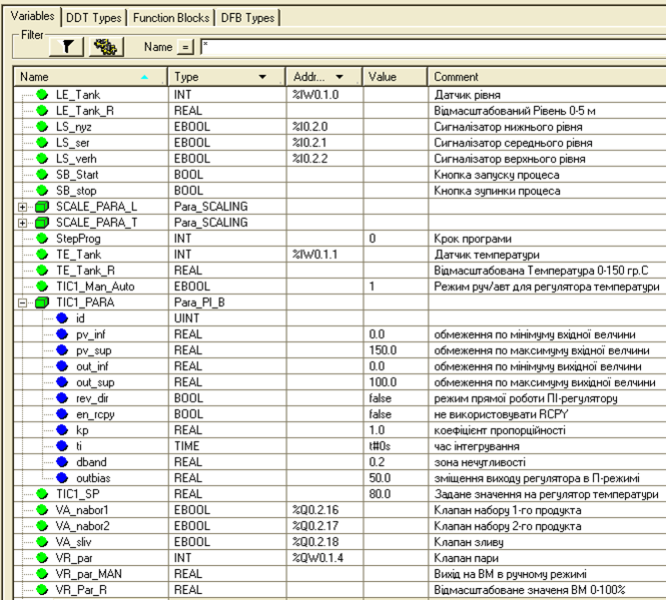 Variables DDT Types Function Blocks DFB Types
Filter
Name = *
Name Type Addr... Value Comment
LE_Tank INT %IW0.1.0 Датчик рівня
LE_Tank_R REAL Відмасштабований Рівень 0-5 м
LS_nyz EBOOL %I0.2.0 Сигналізатор нижнього рівня
LS_ser EBOOL %I0.2.1 Сигналізатор середнього рівня
LS_verh EBOOL %I0.2.2 Сигналізатор верхнього рівня
SB_Start BOOL Кнопка запуску процеса
SB_stop BOOL Кнопка зупинки процеса
SCALE_PARA_L Para_SCALING
SCALE_PARA_T Para_SCALING
StepProg INT 0 Крок програми
TE_Tank INT %IW0.1.1 Датчик температури
TE_Tank_R REAL Відмасштабована Температура 0-150 гр.С
TIC1_Man_Auto EBOOL 1 Режим руч/авт для регулятора температури
TIC1_PARA Para_PI_B
id UINT
pv_inf REAL 0.0 обмеження по мінімуму вхідної велчини
pv_sup REAL 150.0 обмеження по максимуму вхідної велчини
out_inf REAL 0.0 обмеження по мінімуму вихідної велчини
out_sup REAL 100.0 обмеження по максимуму вихідної велчини
rev_dir BOOL false режим прямої роботи ПІ-регулятору
en_rcpy BOOL false не використовувати RCPY
kp REAL 1.0 коефіцієнт пропорційності
ti TIME t#0s час інтегрування
dband REAL 0.2 зона нечутливості
outbias REAL 50.0 зміщення виходу регулятора в П-режимі
TIC1_SP REAL 80.0 Задане значення на регулятор температури
VA_nabor1 EBOOL %Q0.2.16 Клапан набору 1-го продукта
VA_nabor2 EBOOL %Q0.2.17 Клапан набору 2-го продукта
VA_sliv EBOOL %Q0.2.18 Клапан зливу
VR_par INT %QW0.1.4 Клапан пари
VR_par_MAN REAL Вихід на ВМ в ручному режимі
VR_Par_R REAL Відмасштабоване значеня ВМ 0-100%